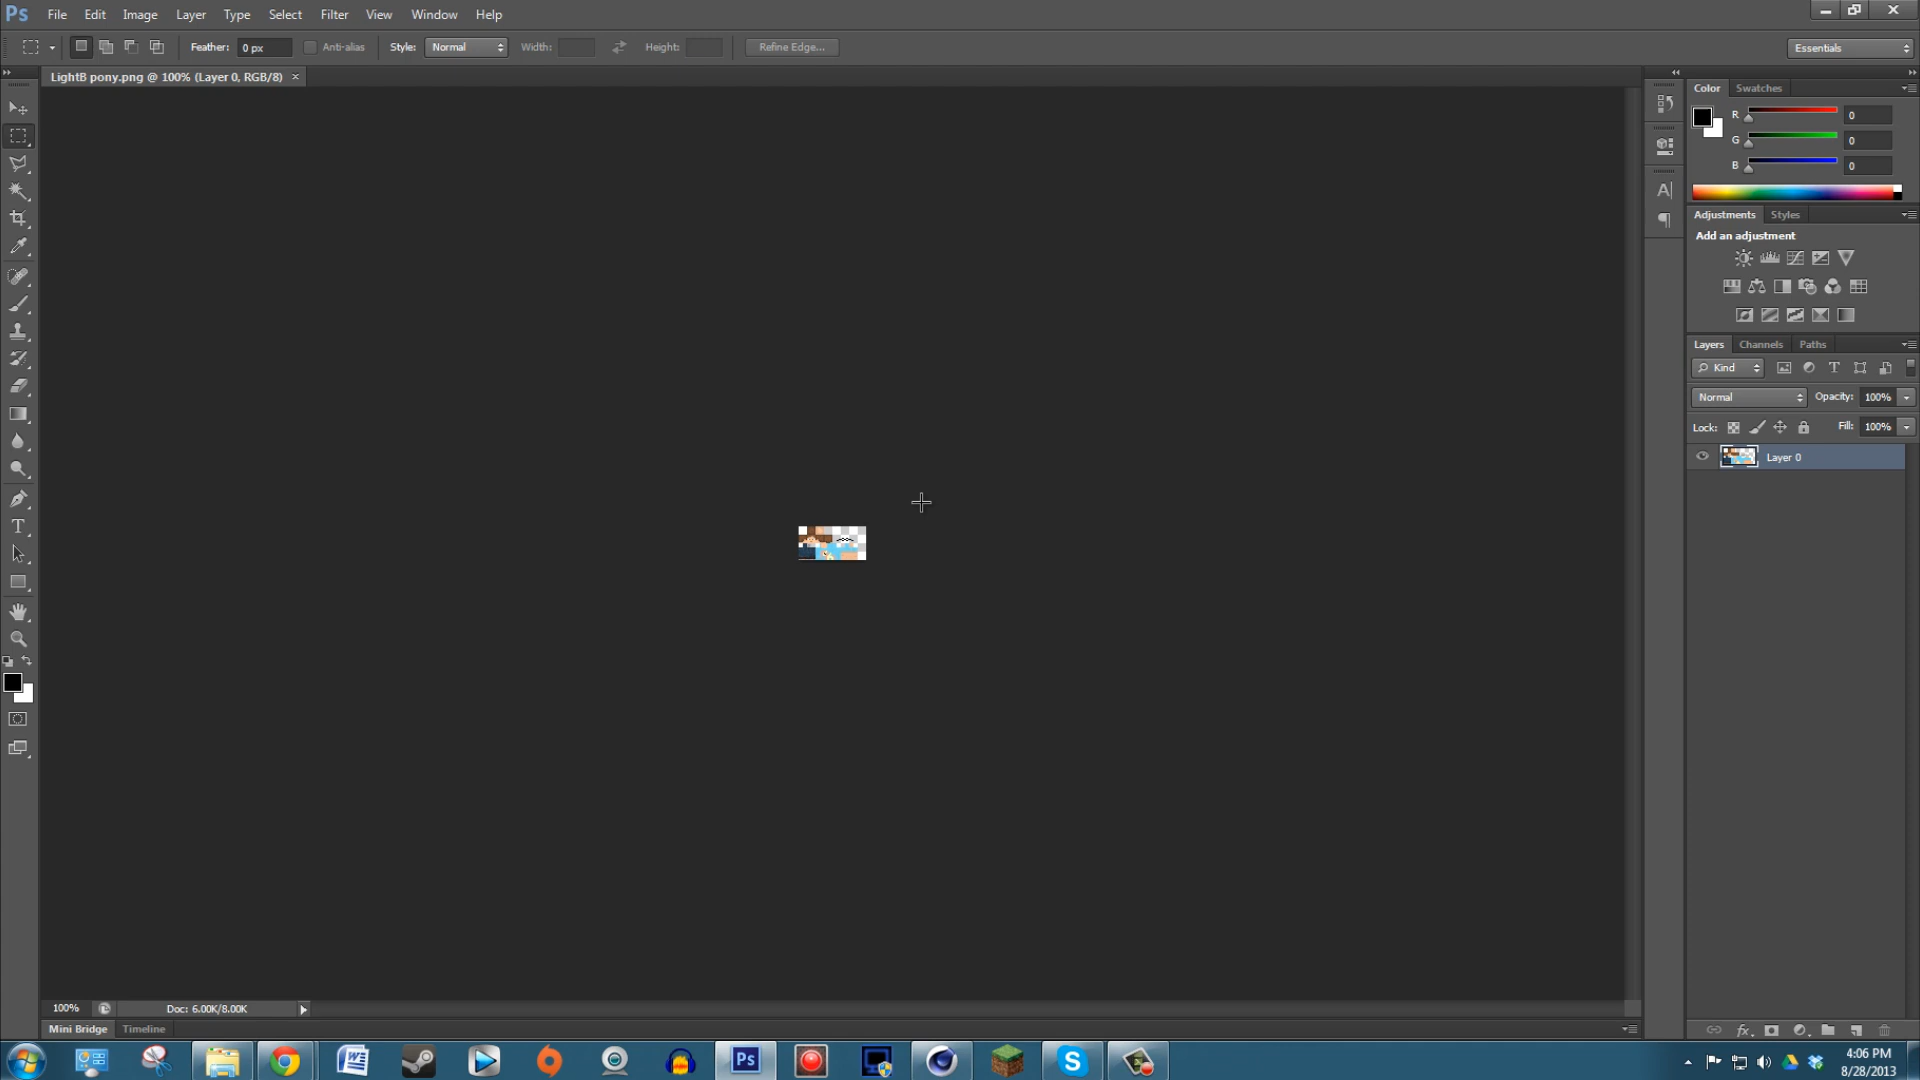 Ps File Edit Image Layer Type Select Filter View Window Help
Feather: 0 px Anti-alias Style: Normal Width: Height: Refine Edge... Essentials
LightB pony.png @ 100% (Layer 0, RGB/8) ×
Color Swatches
R 0
G 0
B 0
Adjustments Styles
Add an adjustment
Layers Channels Paths
Kind
Normal Opacity: 100%
Lock: Fill: 100%
Layer 0
100% Doc: 6.00K/8.00K
Mini Bridge Timeline
4:06 PM
8/28/2013